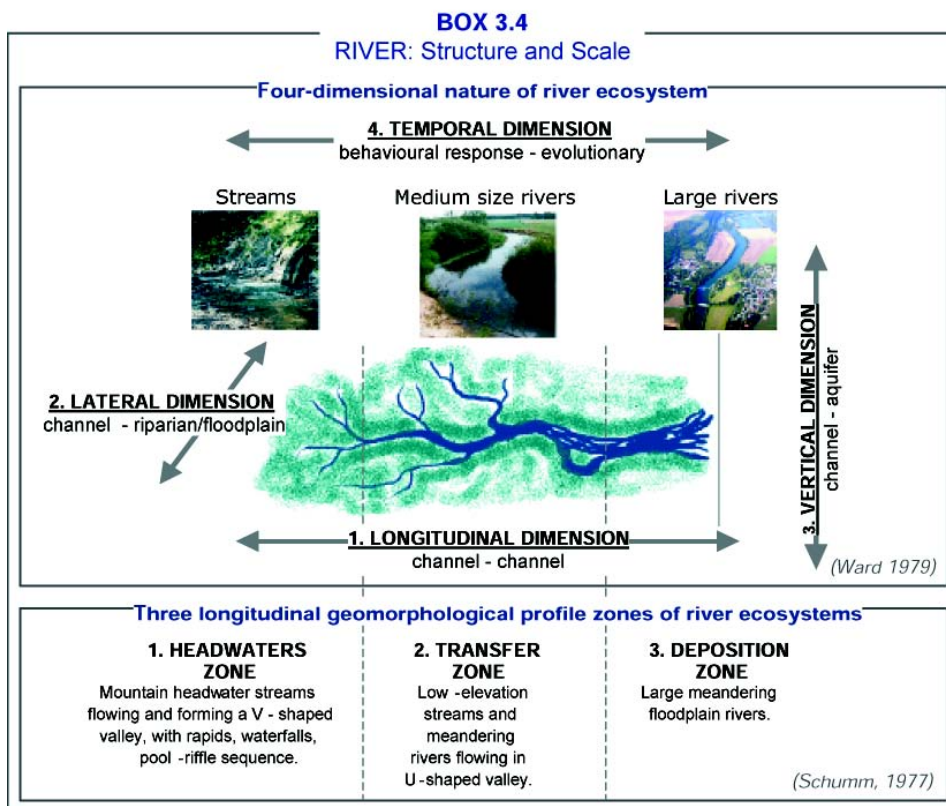 BOX 3.4
RIVER: Structure and Scale
Four-dimensional nature of river ecosystem
4. TEMPORAL DIMENSION
behavioural response - evolutionary
Streams
Medium size rivers
Large rivers
2. LATERAL DIMENSION
channel - riparian/floodplain
3. VERTICAL DIMENSION
channel - aquifer
1. LONGITUDINAL DIMENSION
channel - channel
(Ward 1979)
Three longitudinal geomorphological profile zones of river ecosystems
1. HEADWATERS
ZONE
Mountain headwater streams
flowing and forming a V - shaped
valley, with rapids, waterfalls,
pool -riffle sequence.
2. TRANSFER
ZONE
Low -elevation
streams and
meandering
rivers flowing in
U-shaped valley.
3. DEPOSITION
ZONE
Large meandering
floodplain rivers.
(Schumm, 1977)